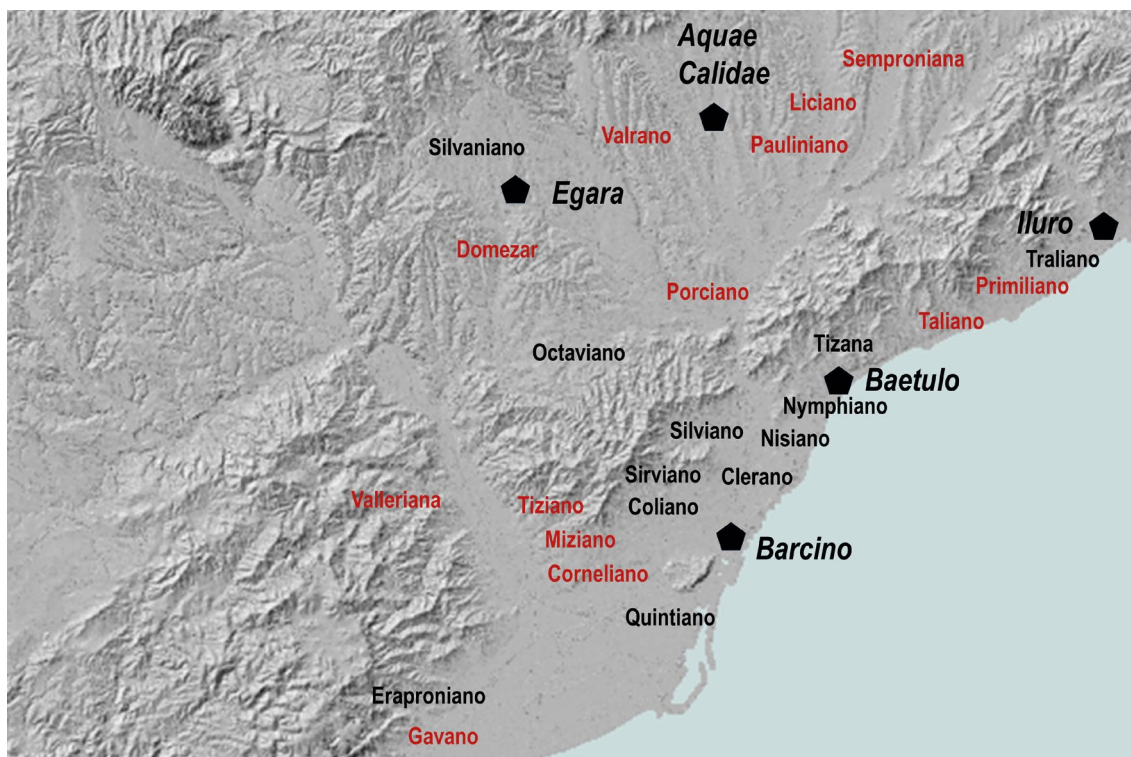 Aquae
Calidae
Semproniana
Liciano
Valrano
Pauliniano
Silvaniano
Egara
Iluro
Domezar
Traliano
Primiliano
Porciano
Taliano
Tizana
Octaviano
Baetulo
Nymphiano
Silviano
Nisiano
Sirviano
Clerano
Valleriana
Tiziano
Coliano
Miziano
Barcino
Corneliano
Quintiano
Eraproniano
Gavano